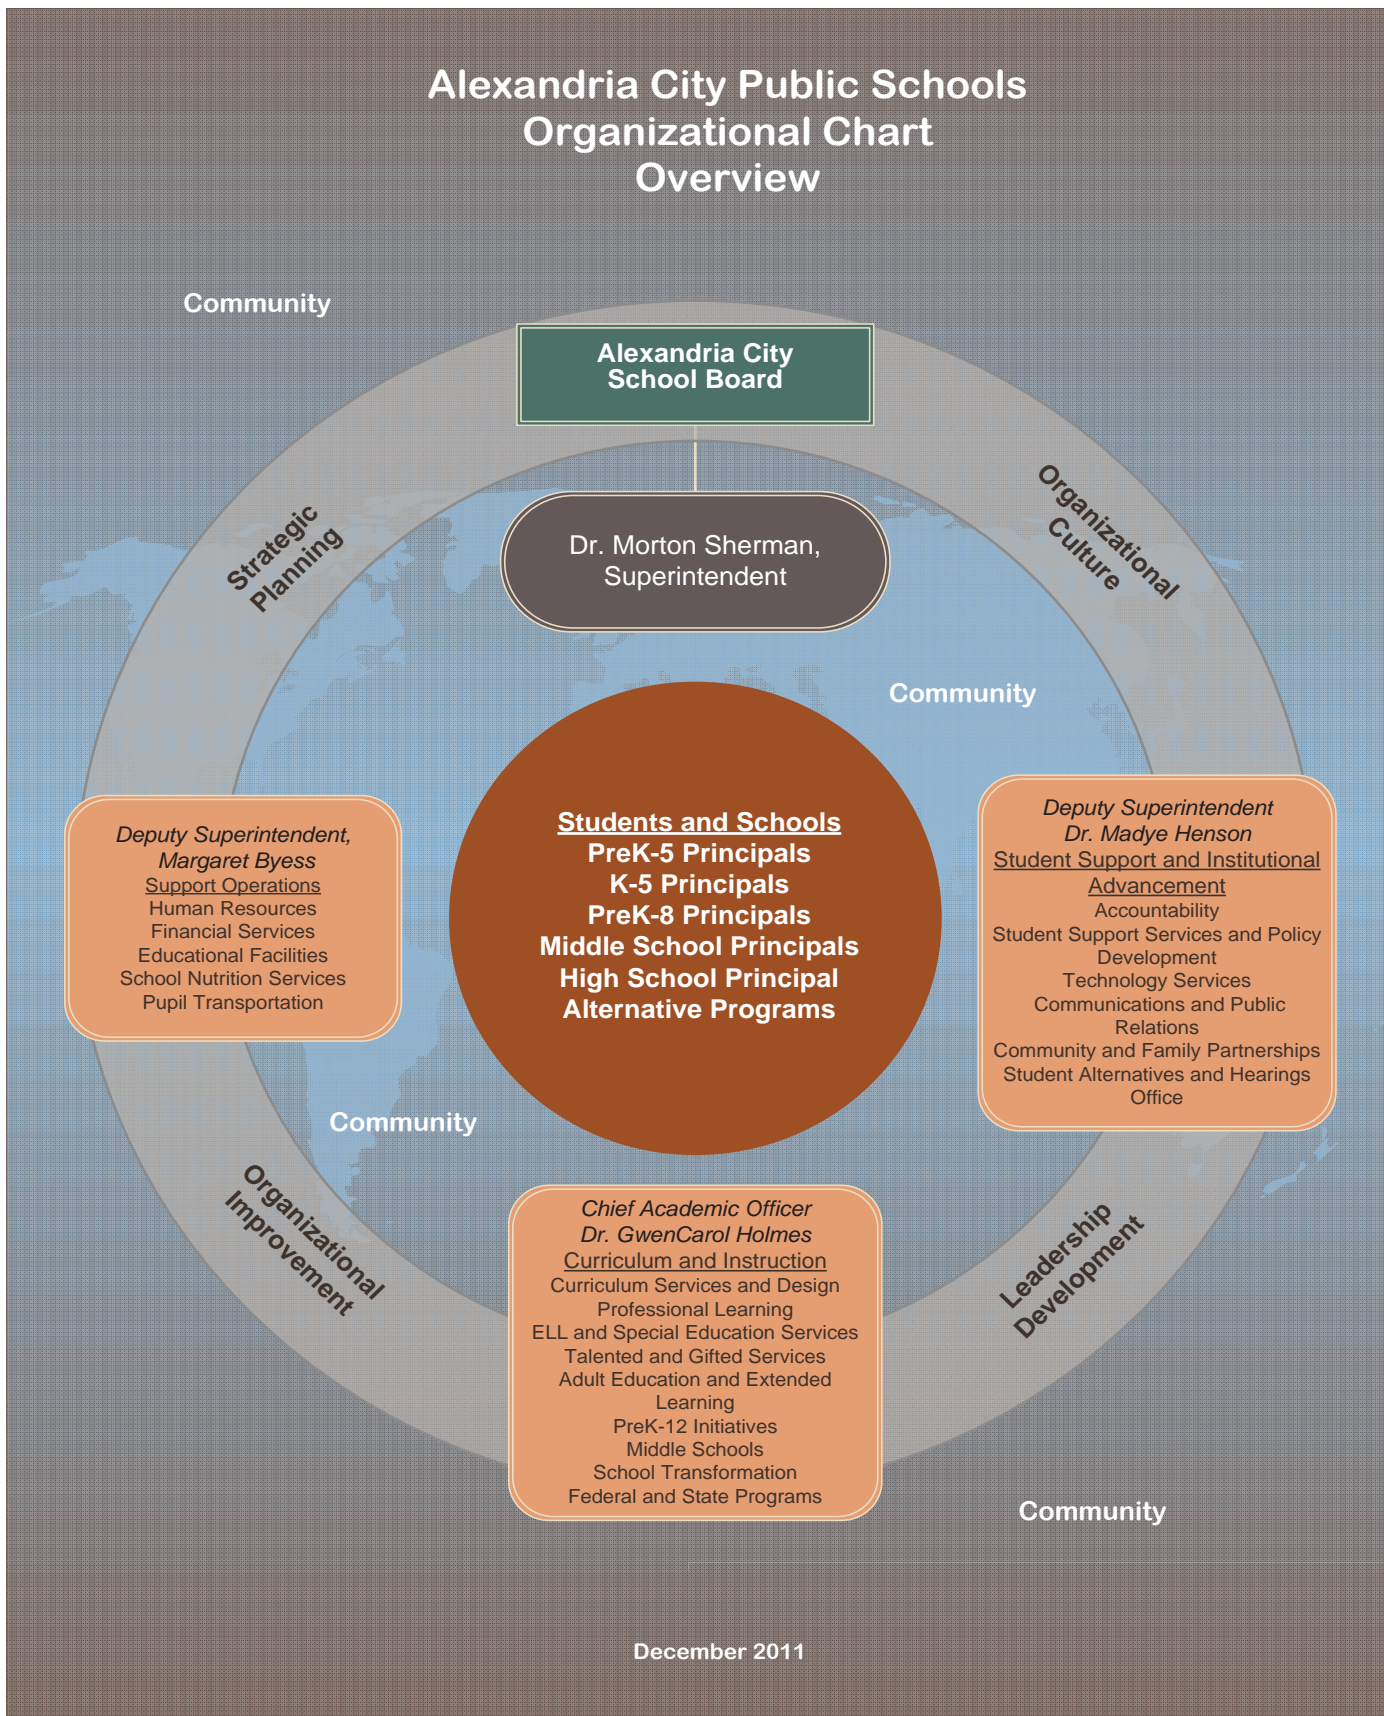 Alexandria City Public Schools
Organizational Chart
Overview
Community
Alexandria City
School Board
Strategic
Planning
Organizational
Culture
Dr. Morton Sherman,
Superintendent
Community
Students and Schools
PreK-5 Principals
K-5 Principals
PreK-8 Principals
Middle School Principals
High School Principal
Alternative Programs
Deputy Superintendent,
Margaret Byess
Support Operations
Human Resources
Financial Services
Educational Facilities
School Nutrition Services
Pupil Transportation
Deputy Superintendent
Dr. Madye Henson
Student Support and Institutional
Advancement
Accountability
Student Support Services and Policy
Development
Technology Services
Communications and Public
Relations
Community and Family Partnerships
Student Alternatives and Hearings
Office
Community
Organizational
Improvement
Chief Academic Officer
Dr. GwenCarol Holmes
Curriculum and Instruction
Curriculum Services and Design
Professional Learning
ELL and Special Education Services
Talented and Gifted Services
Adult Education and Extended
Learning
PreK-12 Initiatives
Middle Schools
School Transformation
Federal and State Programs
Leadership
Development
Community
December 2011